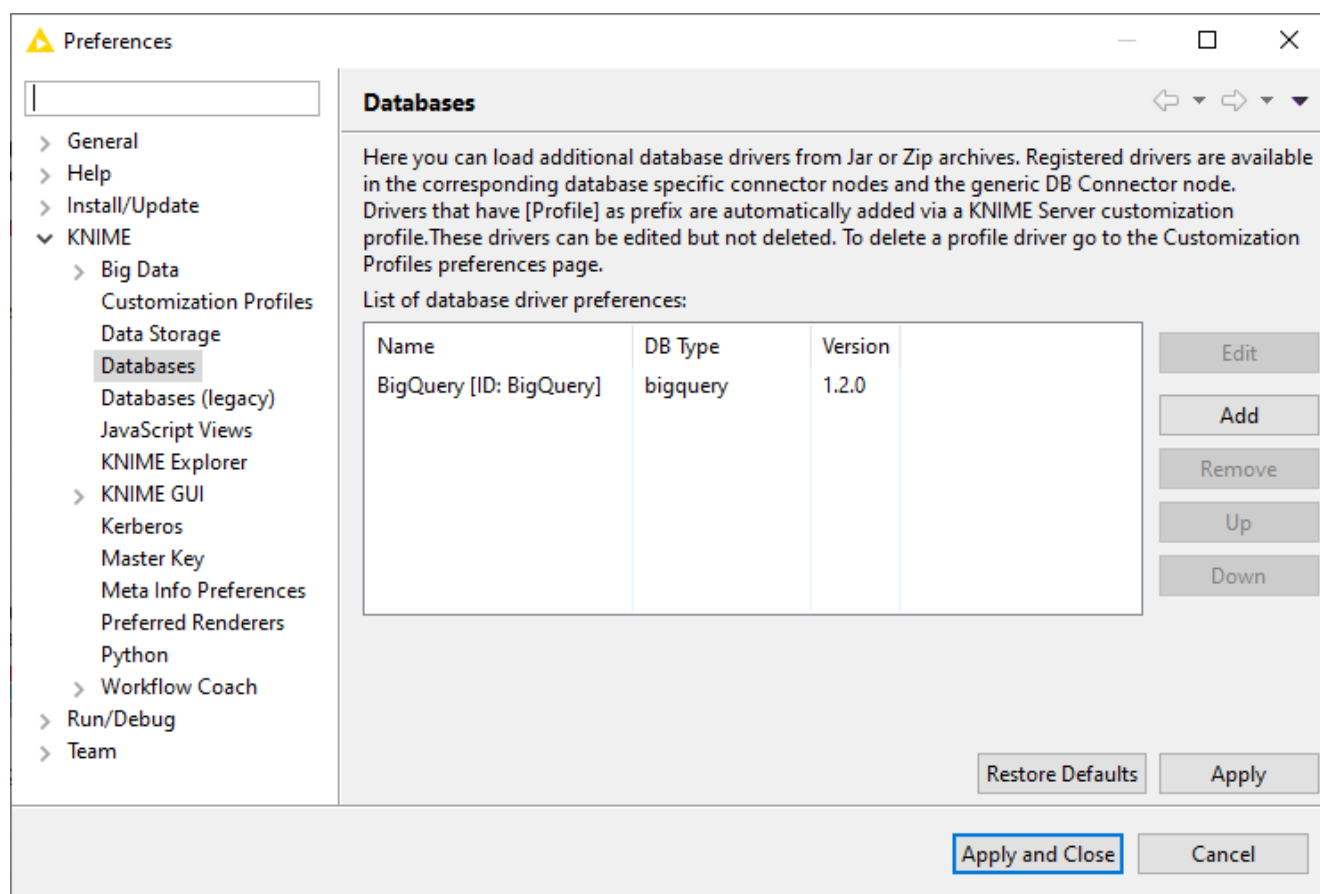 Preferences
General
Help
Install/Update
KNIME
Big Data
Customization Profiles
Data Storage
Databases
Databases (legacy)
JavaScript Views
KNIME Explorer
KNIME GUI
Kerberos
Master Key
Meta Info Preferences
Preferred Renderers
Python
Workflow Coach
Run/Debug
Team
Databases
Here you can load additional database drivers from Jar or Zip archives. Registered drivers are available
in the corresponding database specific connector nodes and the generic DB Connector node.
Drivers that have [Profile] as prefix are automatically added via a KNIME Server customization
profile.These drivers can be edited but not deleted. To delete a profile driver go to the Customization
Profiles preferences page.
List of database driver preferences:
Name DB Type Version
BigQuery [ID: BigQuery] bigquery 1.2.0
Edit
Add
Remove
Up
Down
Restore Defaults Apply
Apply and Close Cancel